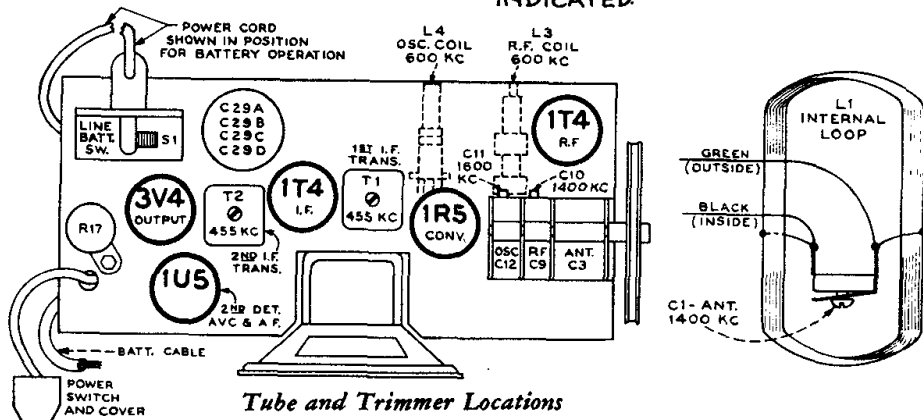 INDICATED.
POWER CORD
SHOWN IN POSITION
FOR BATTERY OPERATION
L4
OSC. COIL
600 KC
L3
R.F. COIL
600 KC
LINE
BATT.
SW.
S1
C29A
C29B
C29C
C29D
1T4
R.F
L1
INTERNAL
LOOP
GREEN
(OUTSIDE)
BLACK
(INSIDE)
C1-ANT.
1400 KC
1ST I.F.
TRANS.
C11
1600
KC
C10
1400 KC
3V4
OUTPUT
T2
455 KC
1T4
I.F.
T1
455 KC
1R5
CONV.
OSC
C12
RF
C9
ANT.
C3
R17
2ND I.F.
TRANS.
1U5
2ND DET.
AVC & A.F.
BATT. CABLE
POWER
SWITCH
AND COVER
Tube and Trimmer Locations